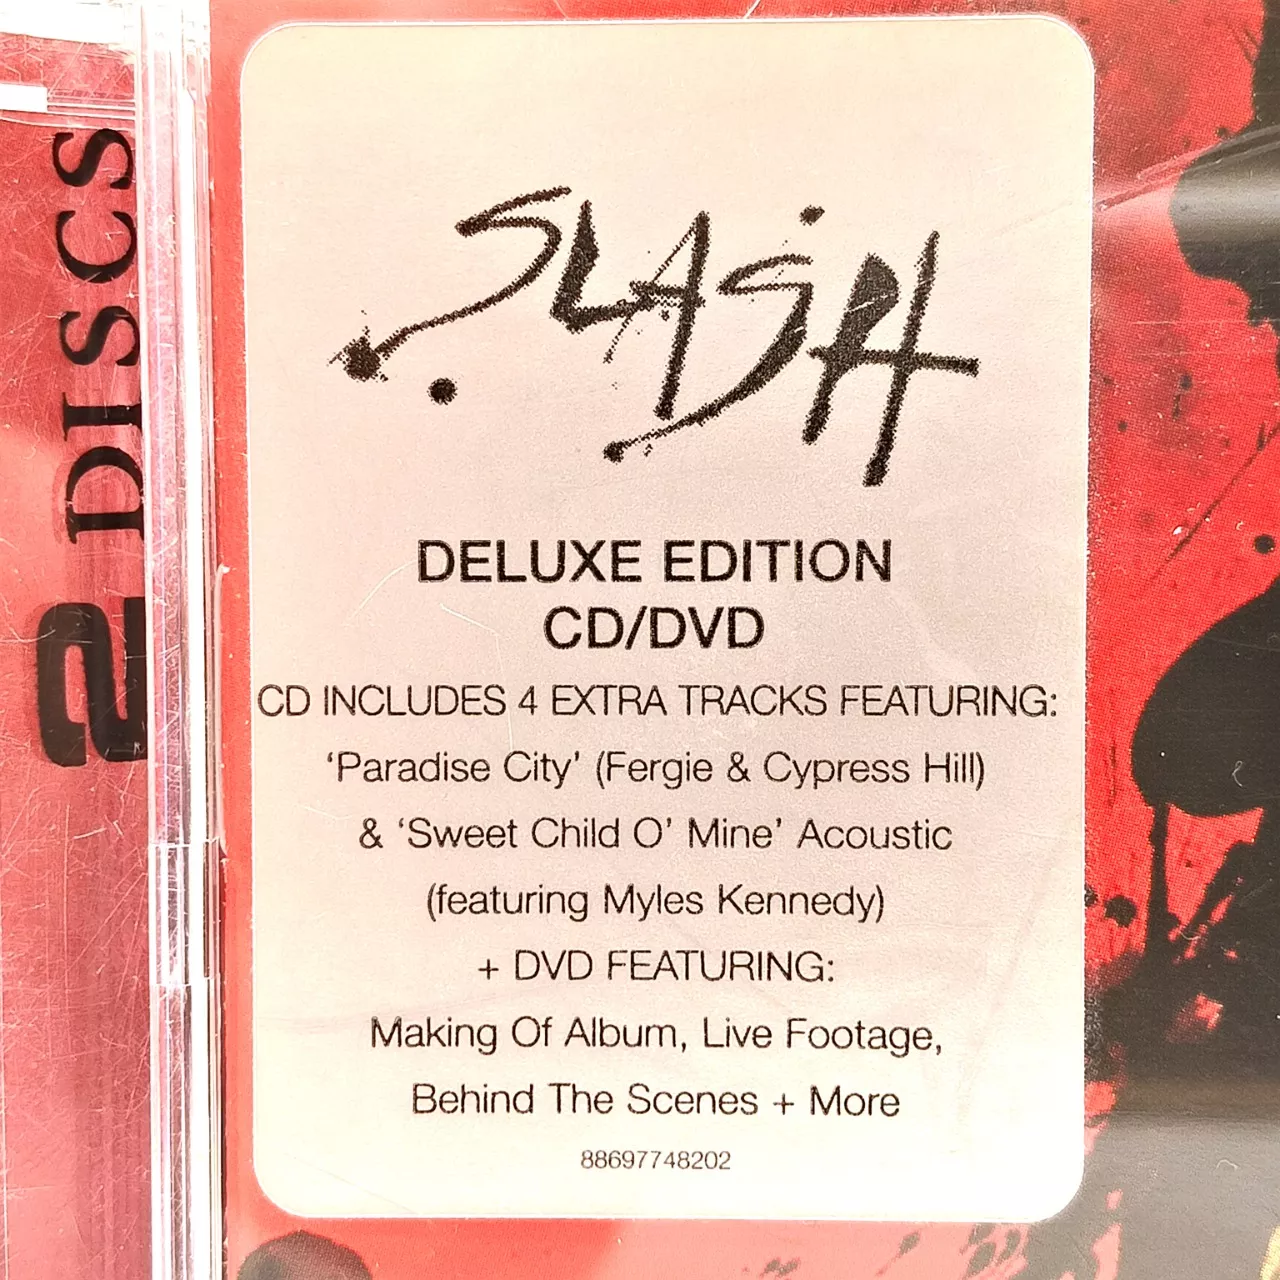 2 DISCS
SLASH
DELUXE EDITION
CD/DVD
CD INCLUDES 4 EXTRA TRACKS FEATURING:
‘Paradise City’ (Fergie & Cypress Hill)
& ‘Sweet Child O’ Mine’ Acoustic
(featuring Myles Kennedy)
+ DVD FEATURING:
Making Of Album, Live Footage,
Behind The Scenes + More
88697748202